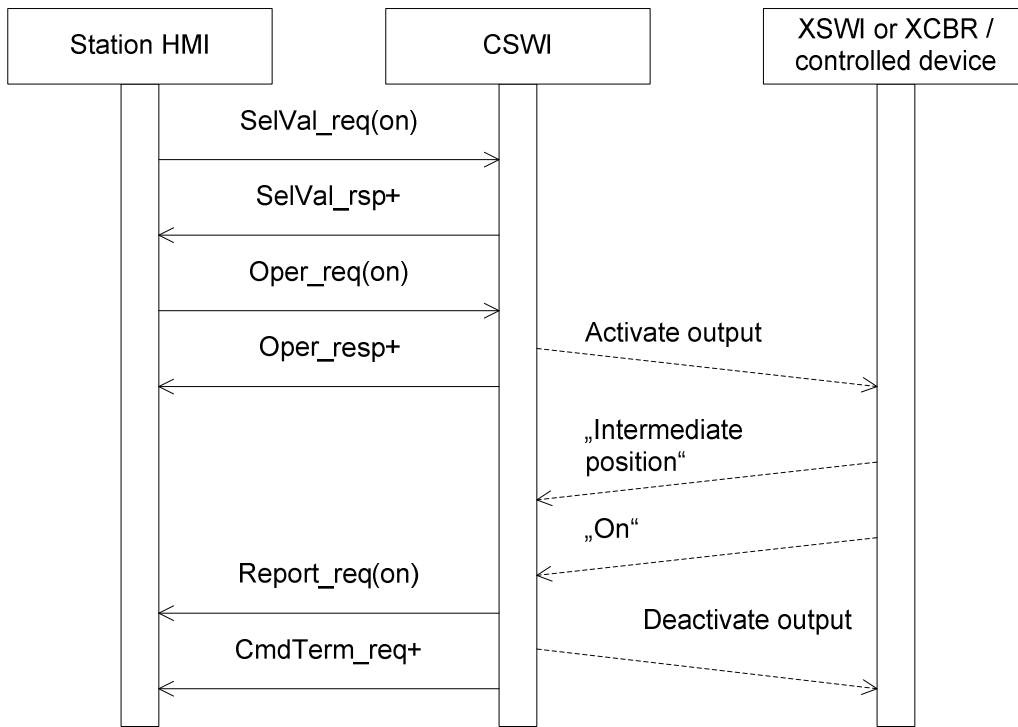 Station HMI
CSWI
XSWI or XCBR /
controlled device
SelVal_req(on)
SelVal_rsp+
Oper_req(on)
Activate output
Oper_resp+
„Intermediate
position“
„On“
Report_req(on)
Deactivate output
CmdTerm_req+